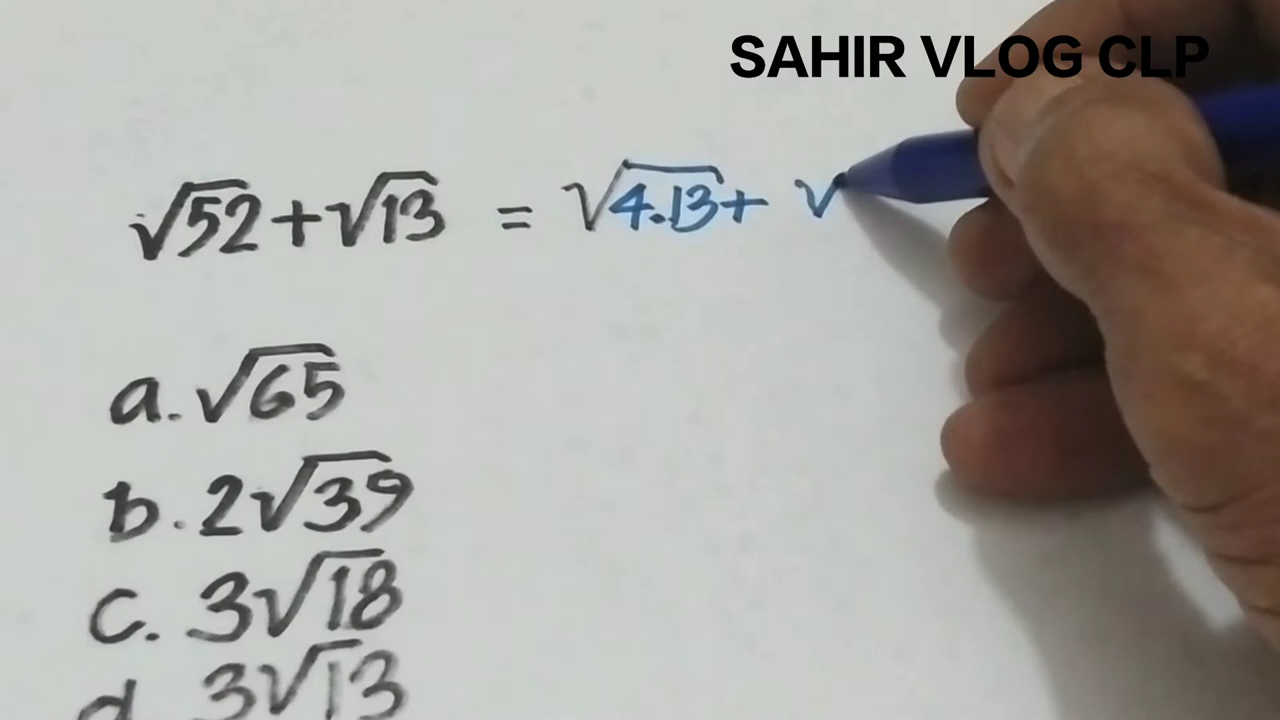 SAHIR VLOG CLP
√52+√13 = √4.13+ √
a. √65
b. 2√39
c. 3√18
d. 3√13